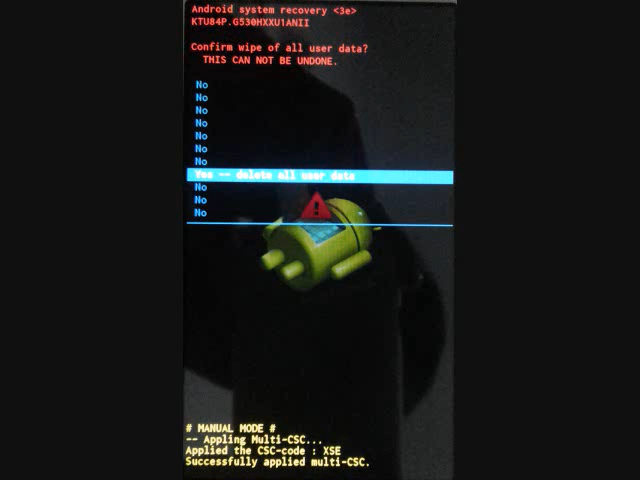 Android system recovery <3e>
KTU84P.G530HXXU1ANII
Confirm wipe of all user data?
THIS CAN NOT BE UNDONE.
No
No
No
No
No
No
No
Yes -- delete all user data
No
No
No
# MANUAL MODE #
-- Appling Multi-CSC...
Applied the CSC-code : XSE
Successfully applied multi-CSC.